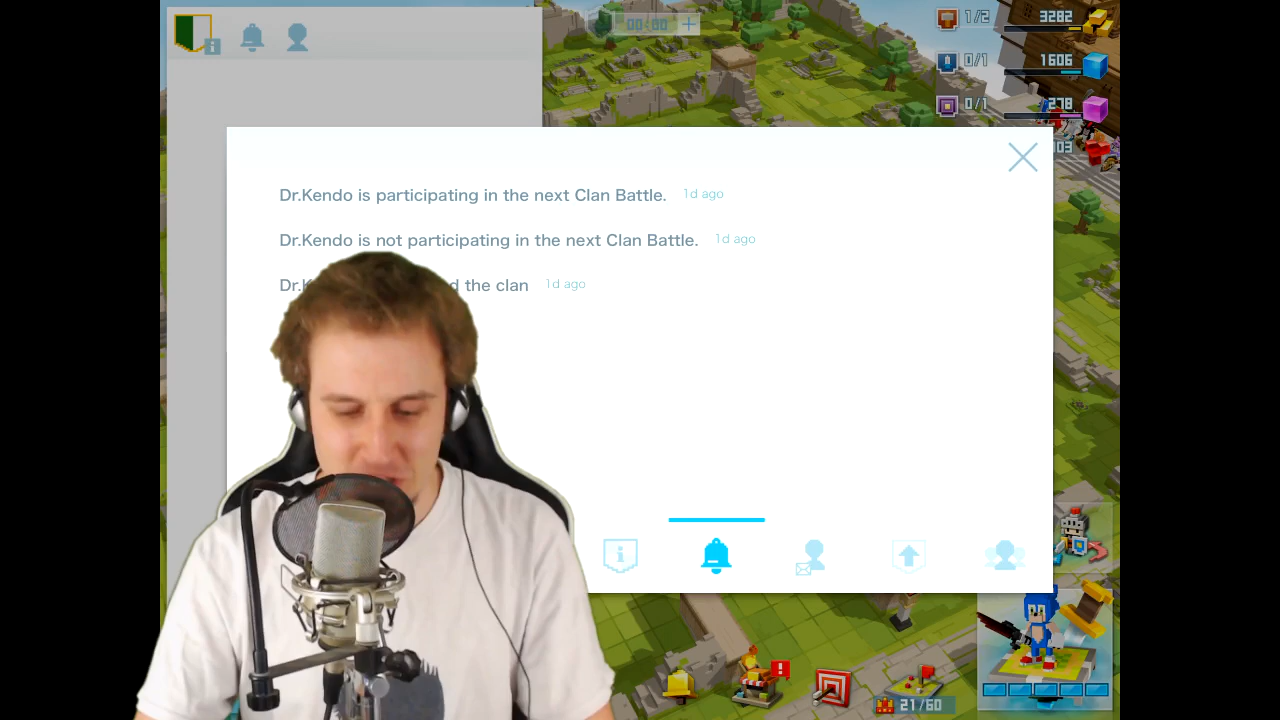 00:00
1/2
3282
0/1
1606
0/1
278
Dr.Kendo is participating in the next Clan Battle. 1d ago
Dr.Kendo is not participating in the next Clan Battle. 1d ago
the clan 1d ago
21/60